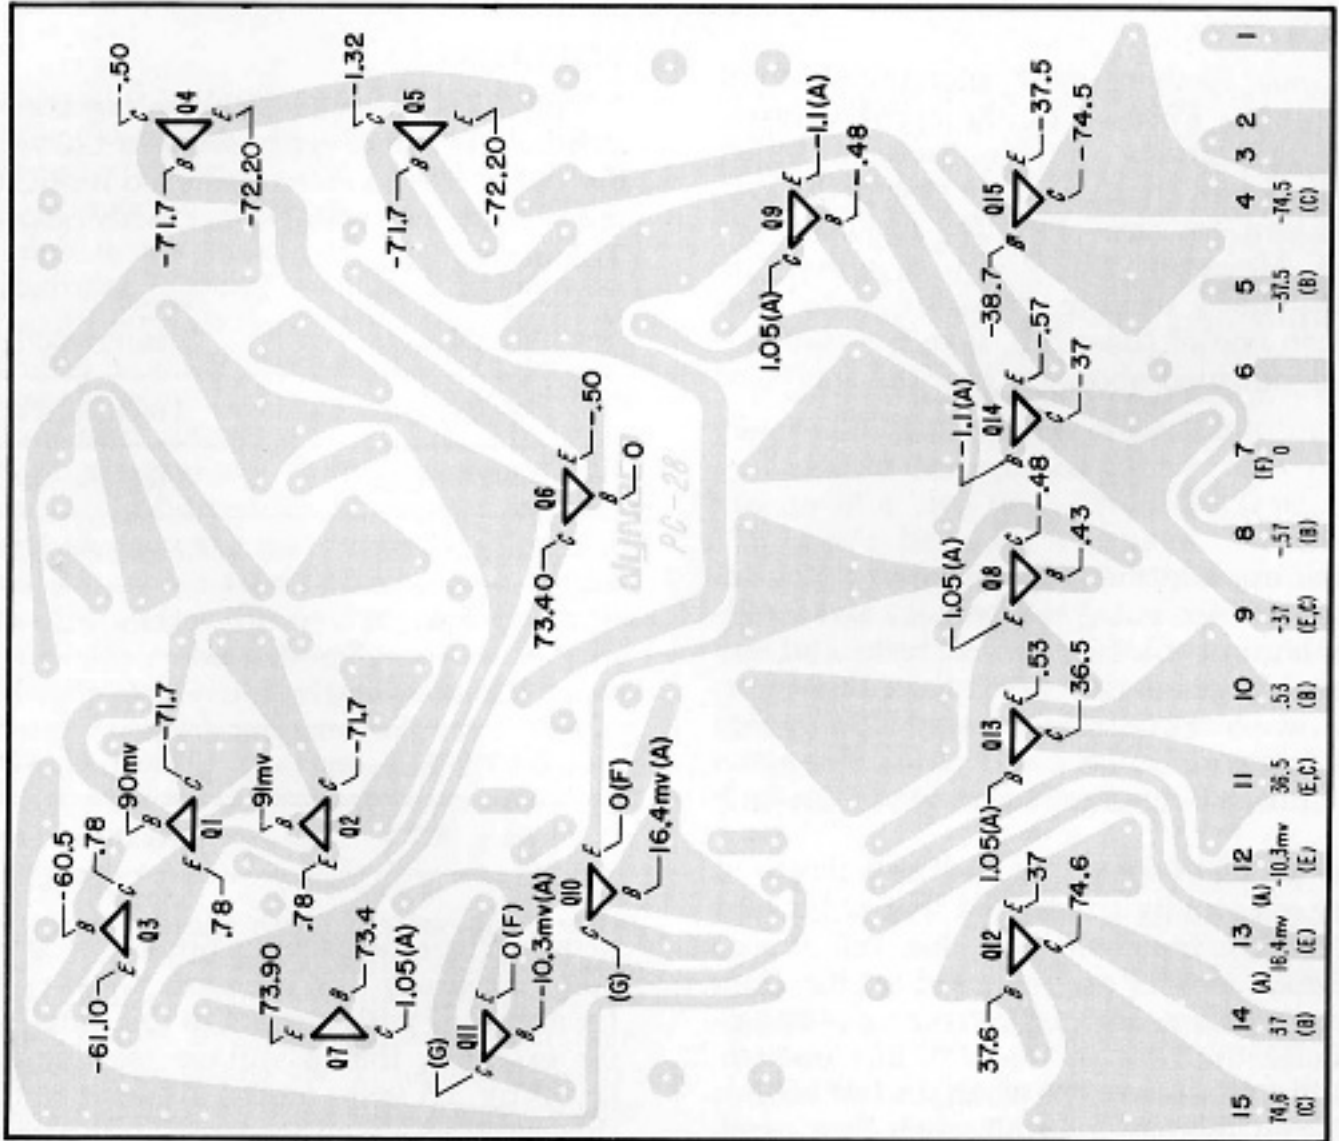 -.50
C
Q4
E
B
-71.7
-72.20
-1.32
C
Q5
E
B
-71.7
-72.20
-1.1(A)
E
Q9
B
-.48
C
1.05(A)
-37.5
E
Q15
C
-74.5
B
-38.7
-.57
E
Q14
C
-37
B
-1.1(A)
-.50
E
Q6
B
0
C
73.40
dynaco
PC-28
C
-.48
Q8
B
.43
E
1.05(A)
E
.53
Q13
C
36.5
B
1.05(A)
-60.5
B
.78
C
Q3
E
-61.10
-90mv
B
-71.7
C
Q1
E
.78
-91mv
B
C
-71.7
Q2
E
.78
73.90
E
Q7
B
73.4
C
1.05(A)
(G)
C
Q11
E
0(F)
B
-10.3mv(A)
E
0(F)
Q10
B
16.4mv(A)
C
(G)
E
37
Q12
C
74.6
B
37.6
15 14 13 12 11 10 9 8 7 6 5 4 3 2 1
74.6 37 (A) 16.4mv (A) -10.3mv 36.5 .53 -37 -.57 (F) 0 -37.5 -74.5
(C) (B) (E) (E) (E,C) (B) (E,C) (B) (B) (C)